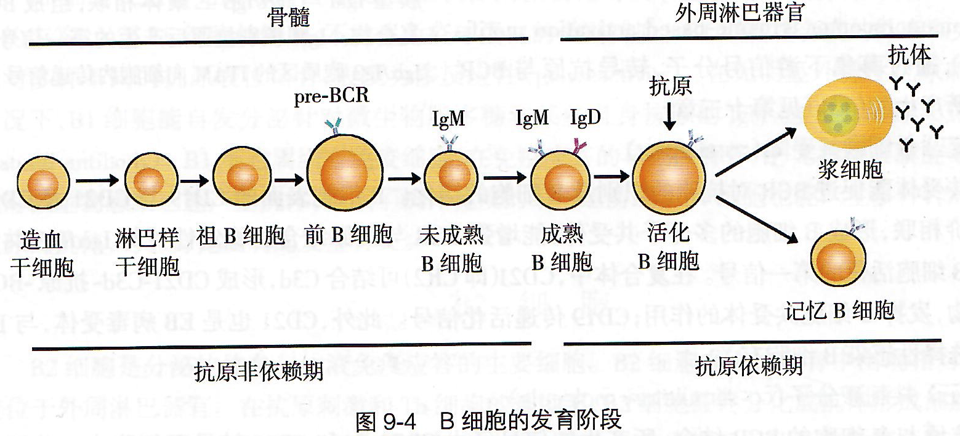 骨髓
外周淋巴器官
抗体
抗原
pre-BCR
IgM
IgM
IgD
浆细胞
造血
干细胞
淋巴样
干细胞
祖 B 细胞
前 B 细胞
未成熟
B 细胞
成熟
B 细胞
活化
B 细胞
记忆 B 细胞
抗原非依赖期
抗原依赖期
图 9-4 B 细胞的发育阶段